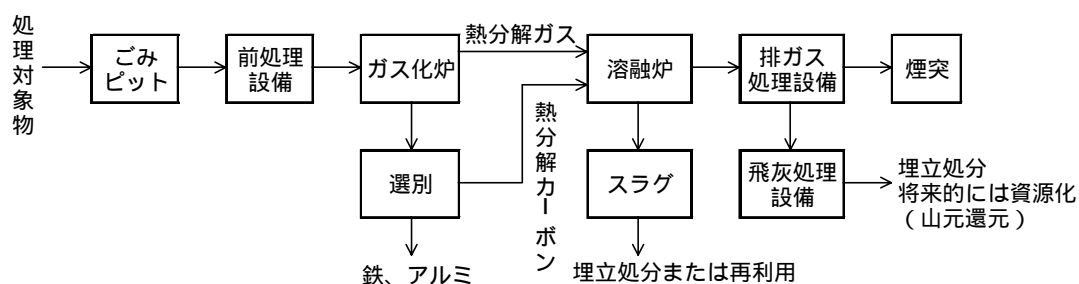 処理対象物
ごみ
ピット
前処理
設備
ガス化炉
熱分解ガス
溶融炉
排ガス
処理設備
煙突
選別
熱分解カーボン
スラグ
飛灰処理
設備
埋立処分
将来的には資源化
(山元還元)
鉄、アルミ
埋立処分または再利用